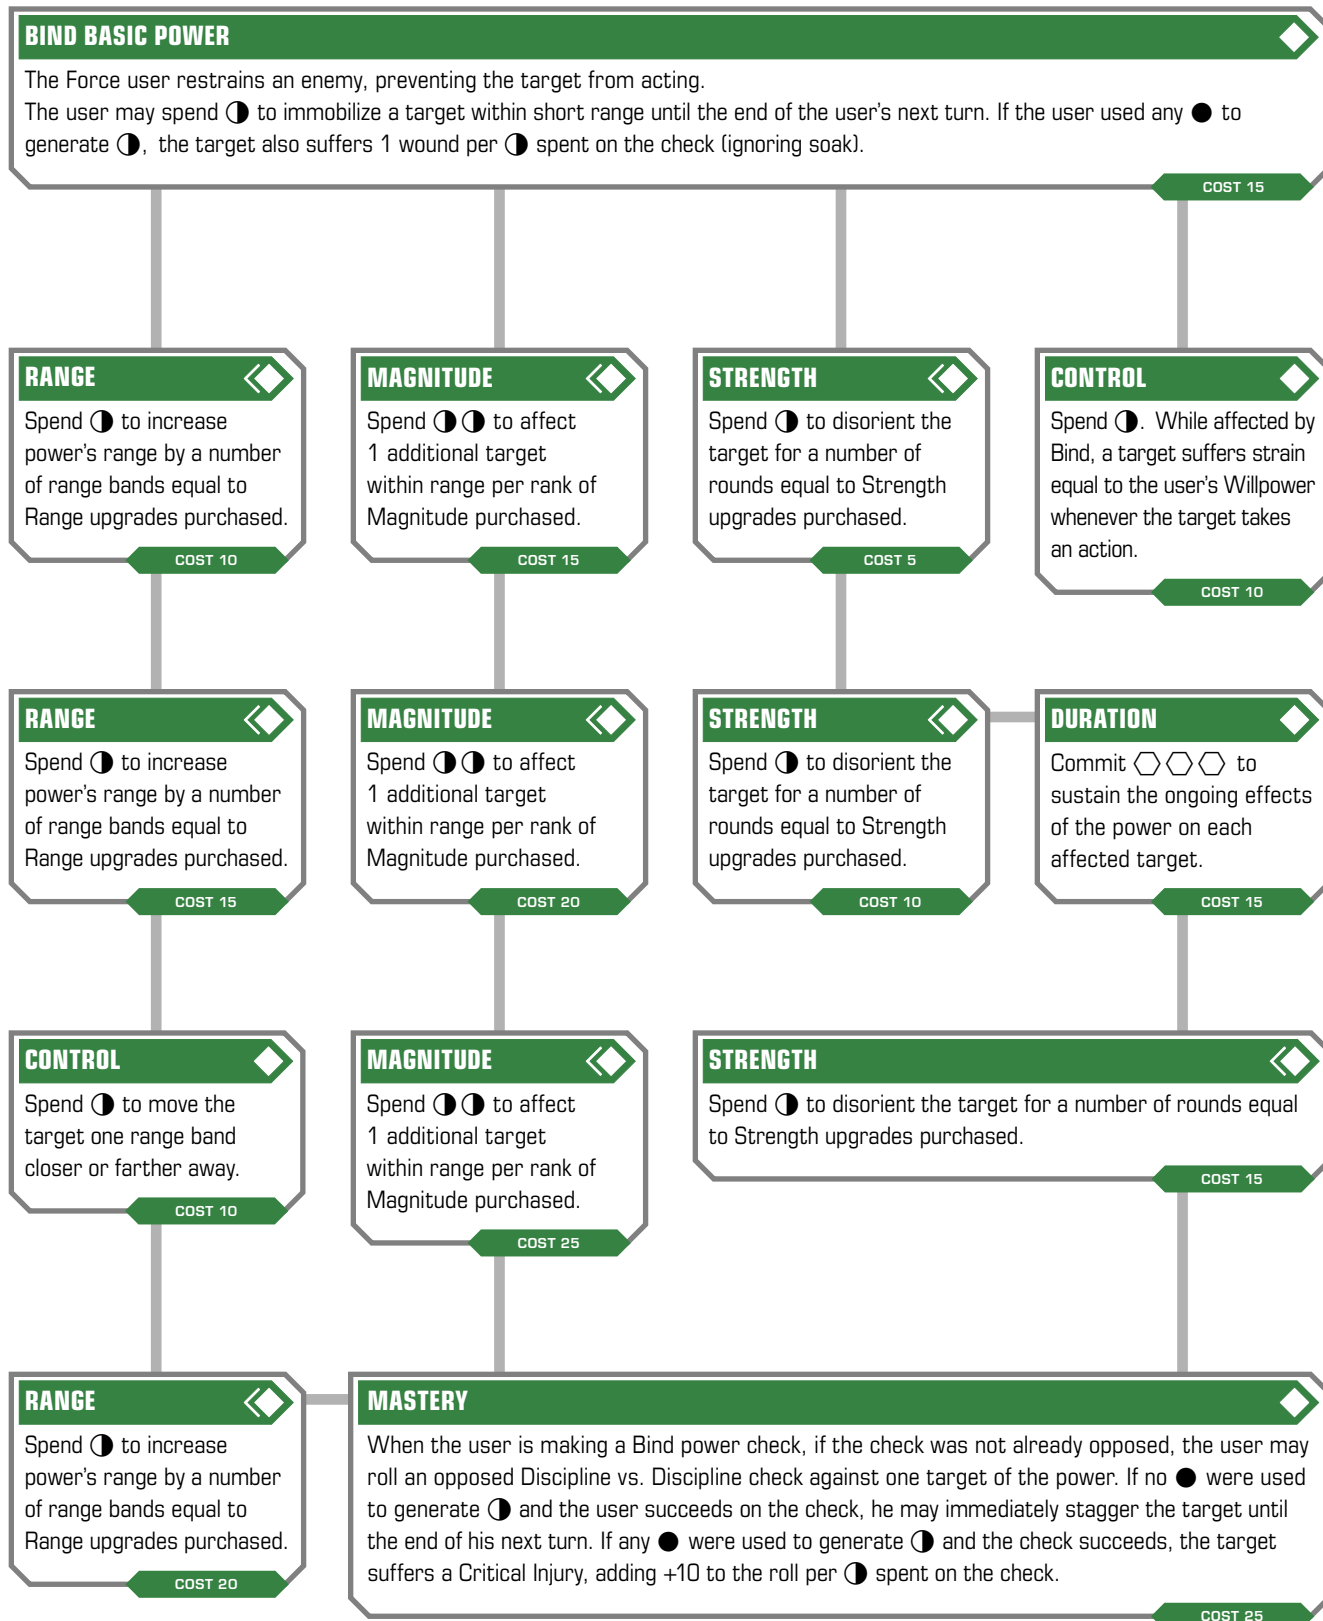 BIND BASIC POWER
The Force user restrains an enemy, preventing the target from acting.
The user may spend ◑ to immobilize a target within short range until the end of the user's next turn. If the user used any ● to
generate ◑, the target also suffers 1 wound per ◑ spent on the check (ignoring soak).
COST 15
RANGE
Spend ◑ to increase
power's range by a number
of range bands equal to
Range upgrades purchased.
COST 10
MAGNITUDE
Spend ◑◑ to affect
1 additional target
within range per rank of
Magnitude purchased.
COST 15
STRENGTH
Spend ◑ to disorient the
target for a number of
rounds equal to Strength
upgrades purchased.
COST 5
CONTROL
Spend ◑. While affected by
Bind, a target suffers strain
equal to the user's Willpower
whenever the target takes
an action.
COST 10
RANGE
Spend ◑ to increase
power's range by a number
of range bands equal to
Range upgrades purchased.
COST 15
MAGNITUDE
Spend ◑◑ to affect
1 additional target
within range per rank of
Magnitude purchased.
COST 20
STRENGTH
Spend ◑ to disorient the
target for a number of
rounds equal to Strength
upgrades purchased.
COST 10
DURATION
Commit ⬡⬡⬡ to
sustain the ongoing effects
of the power on each
affected target.
COST 15
CONTROL
Spend ◑ to move the
target one range band
closer or farther away.
COST 10
MAGNITUDE
Spend ◑◑ to affect
1 additional target
within range per rank of
Magnitude purchased.
COST 25
STRENGTH
Spend ◑ to disorient the target for a number of rounds equal
to Strength upgrades purchased.
COST 15
RANGE
Spend ◑ to increase
power's range by a number
of range bands equal to
Range upgrades purchased.
COST 20
MASTERY
When the user is making a Bind power check, if the check was not already opposed, the user may
roll an opposed Discipline vs. Discipline check against one target of the power. If no ● were used
to generate ◑ and the user succeeds on the check, he may immediately stagger the target until
the end of his next turn. If any ● were used to generate ◑ and the check succeeds, the target
suffers a Critical Injury, adding +10 to the roll per ◑ spent on the check.
COST 25